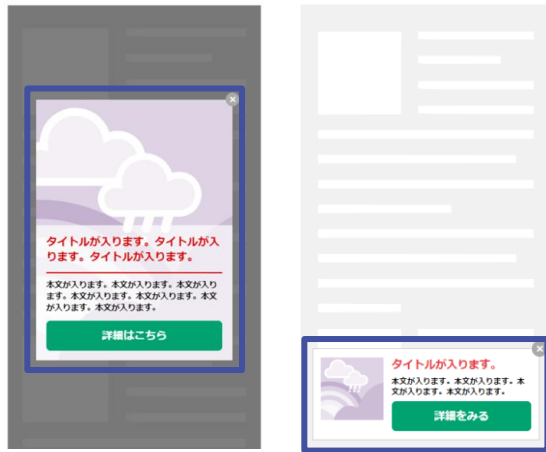 タイトルが入ります。タイトルが入
ります。タイトルが入ります。
本文が入ります。本文が入ります。本文が入り
ます。本文が入ります。本文が入ります。本文
が入ります。本文が入ります。
詳細はこちら
タイトルが入ります。
本文が入ります。本文が入ります。本
文が入ります。本文が入ります。
詳細をみる